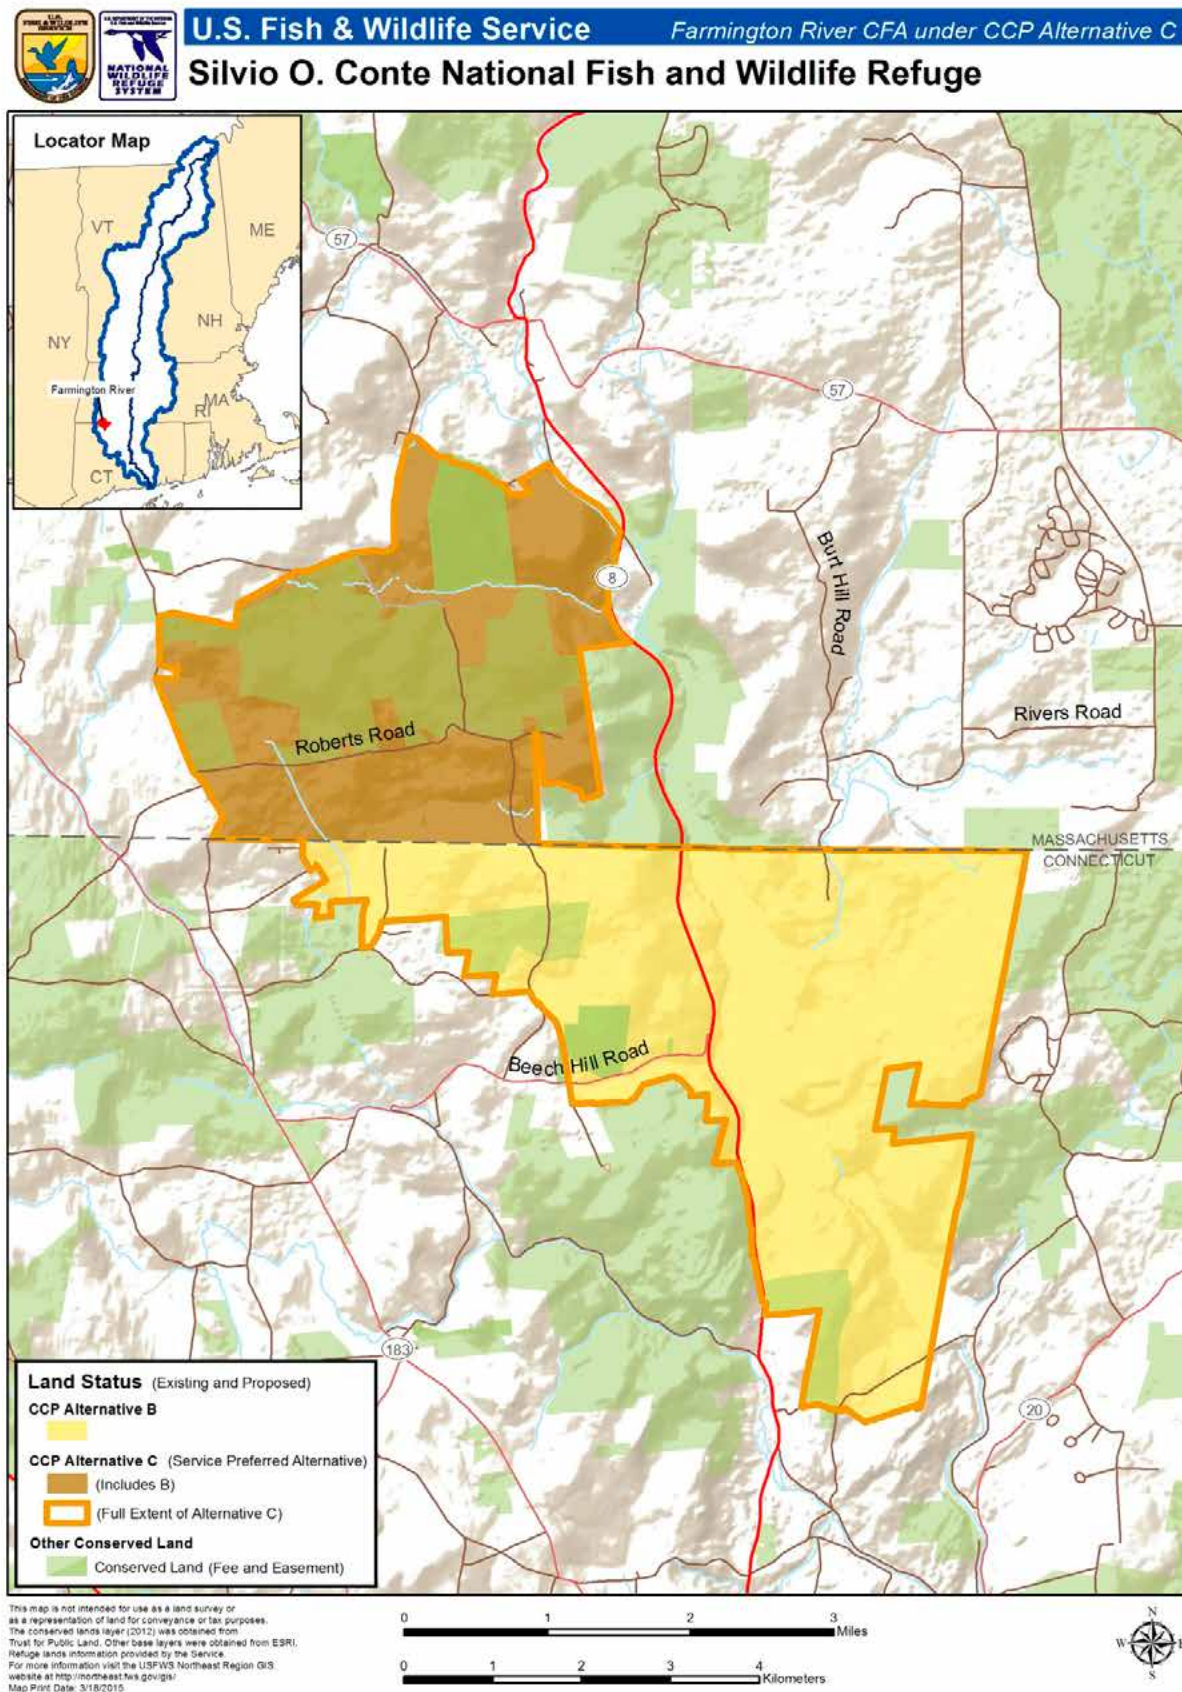 U.S. Fish & Wildlife Service
Farmington River CFA under CCP Alternative C
Silvio O. Conte National Fish and Wildlife Refuge
U.S.
FISH & WILDLIFE
SERVICE
NATIONAL
WILDLIFE
REFUGE
SYSTEM
Locator Map
VT
ME
NH
NY
Farmington River
MA
RI
CT
57
57
8
Burt Hill Road
Rivers Road
Roberts Road
MASSACHUSETTS
CONNECTICUT
Beech Hill Road
183
20
Land Status (Existing and Proposed)
CCP Alternative B
CCP Alternative C (Service Preferred Alternative)
(Includes B)
(Full Extent of Alternative C)
Other Conserved Land
Conserved Land (Fee and Easement)
This map is not intended for use as a land survey or
as a representation of land for conveyance or tax purposes.
The conserved lands layer (2012) was obtained from
Trust for Public Land. Other base layers were obtained from ESRI.
Refuge lands information provided by the Service.
For more information visit the USFWS Northeast Region GIS
website at http://northeast.fws.gov/gis/
Map Print Date: 3/18/2015
0 1 2 3
Miles
0 1 2 3 4
Kilometers
N
W E
S